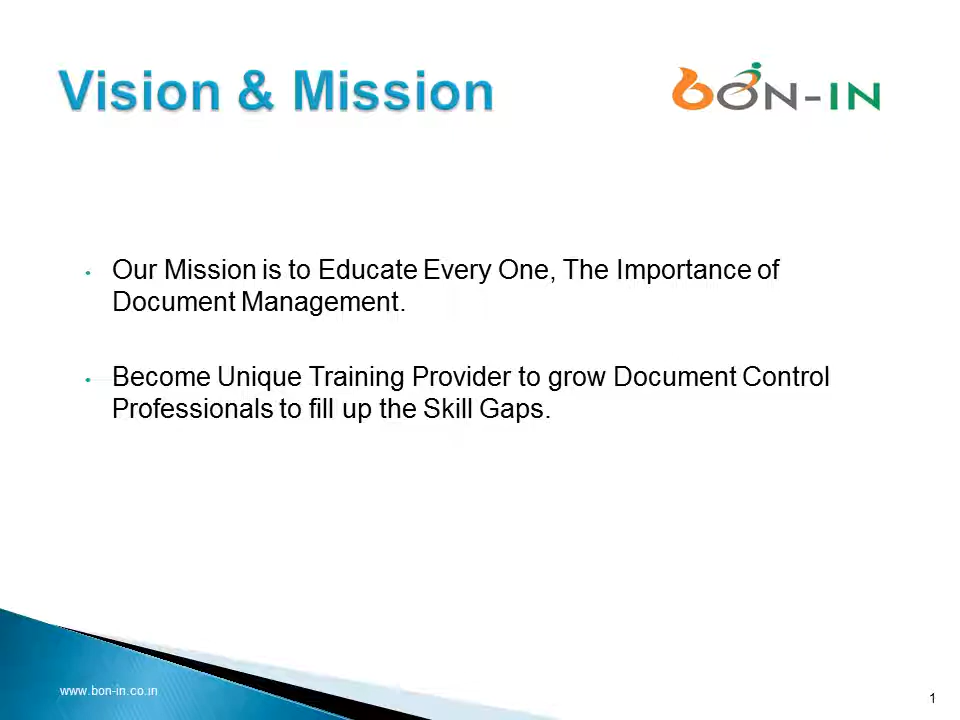 Vision & Mission
BON-IN
• Our Mission is to Educate Every One, The Importance of
Document Management.
• Become Unique Training Provider to grow Document Control
Professionals to fill up the Skill Gaps.
www.bon-in.co.in
1